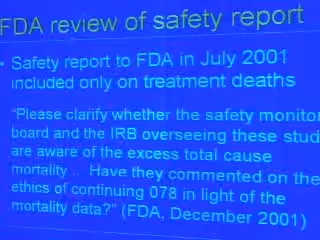 FDA review of safety report
• Safety report to FDA in July 2001
included only on treatment deaths
"Please clarify whether the safety monitor
board and the IRB overseeing these stud
are aware of the excess total cause
mortality... Have they commented on the
ethics of continuing 078 in light of the
mortality data?" (FDA, December 2001)